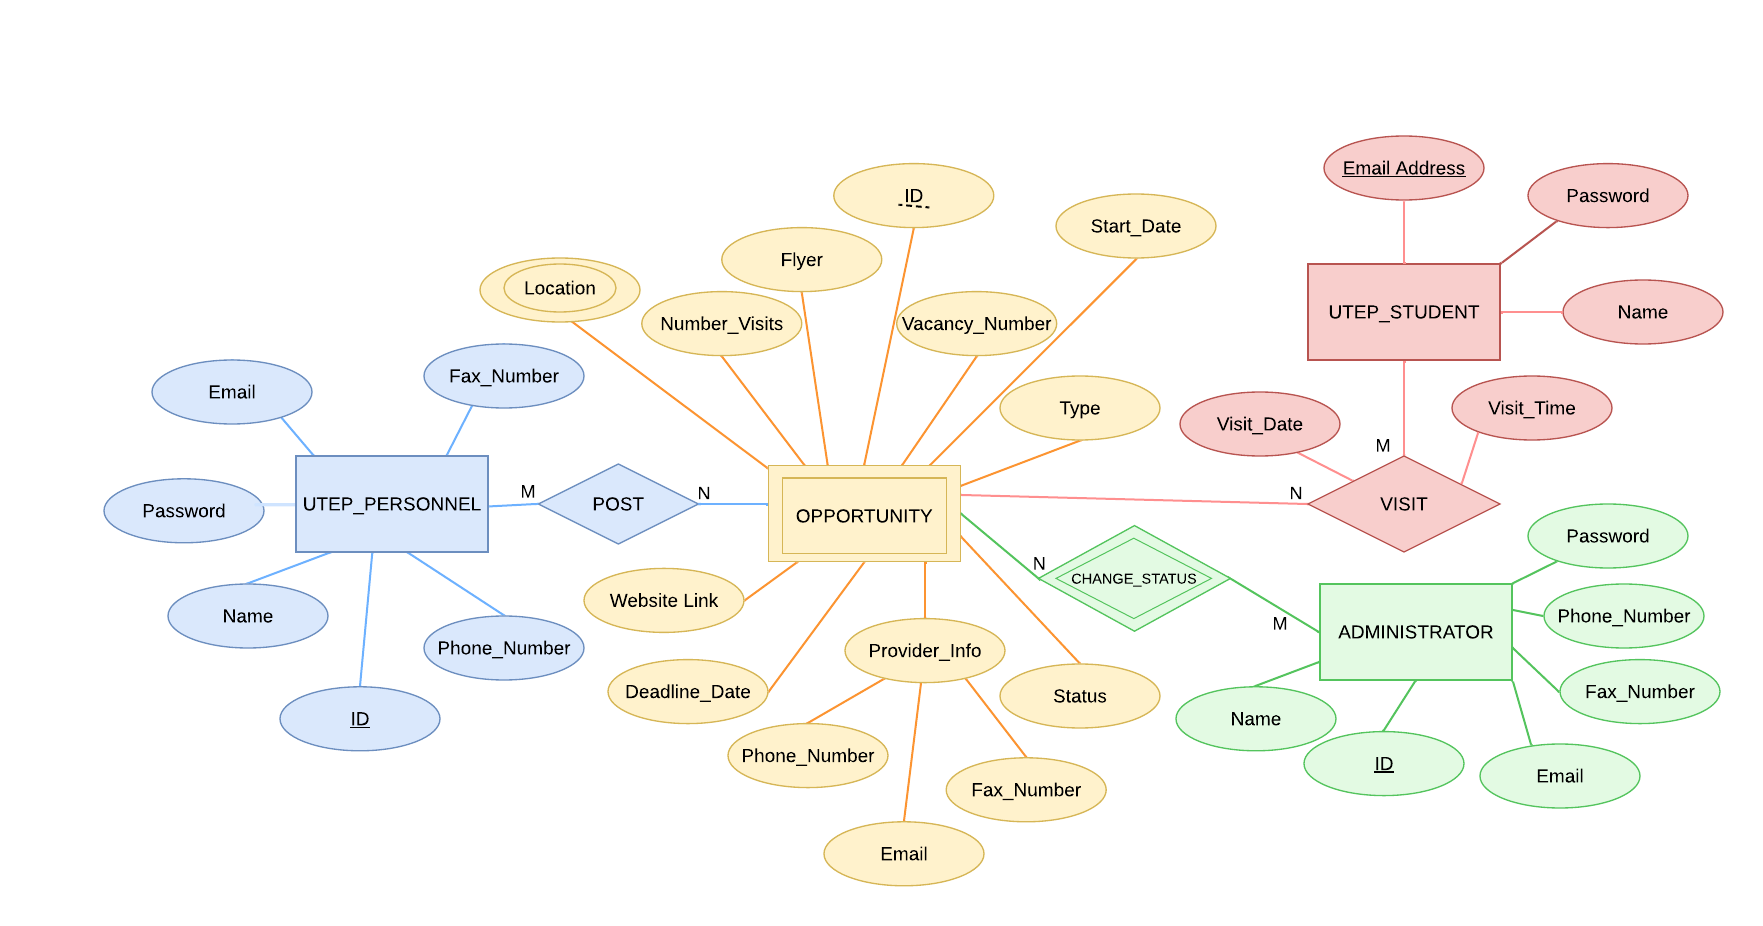 Email Address
Password
ID
Start_Date
Flyer
Location
Number_Visits
Vacancy_Number
UTEP_STUDENT
Name
Email
Fax_Number
Type
Visit_Date
Visit_Time
M
Password
UTEP_PERSONNEL
M
POST
N
OPPORTUNITY
N
VISIT
Password
N
CHANGE_STATUS
M
ADMINISTRATOR
Phone_Number
Name
Website Link
Phone_Number
Provider_Info
Fax_Number
Deadline_Date
Status
ID
Name
Phone_Number
ID
Email
Fax_Number
Email